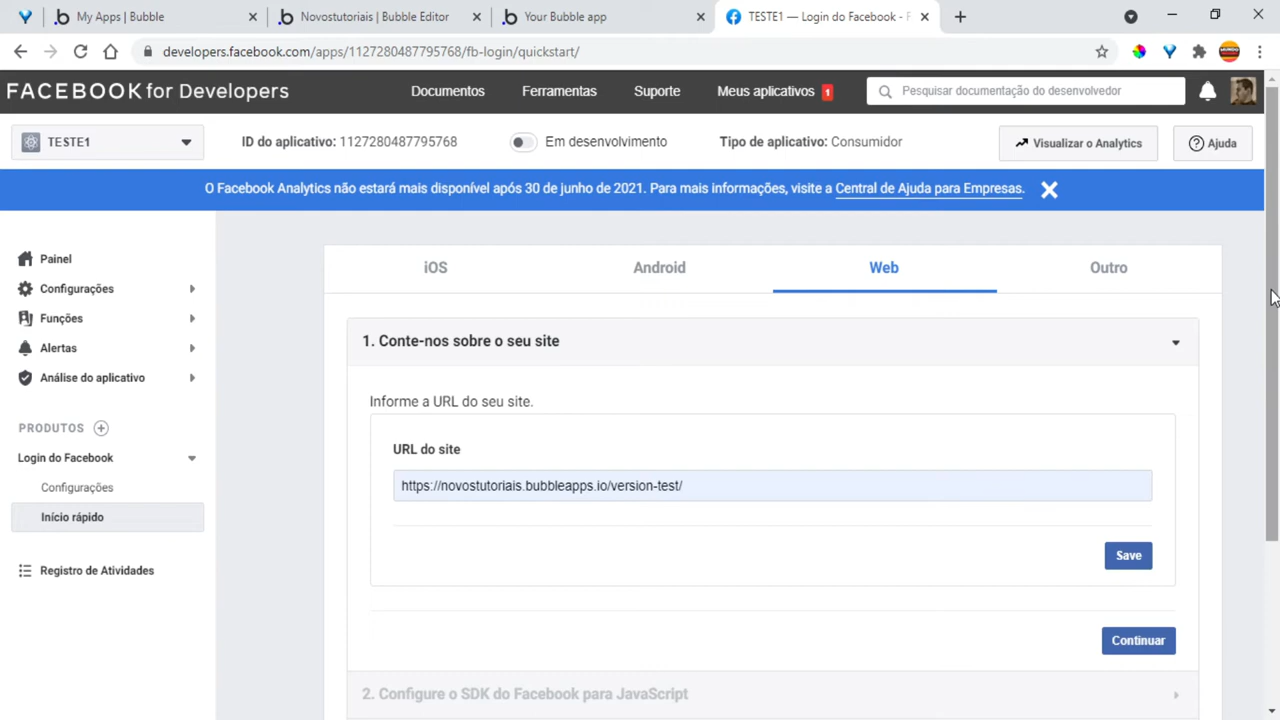 My Apps | Bubble
Novostutoriais | Bubble Editor
Your Bubble app
TESTE1 — Login do Facebook - F
developers.facebook.com/apps/1127280487795768/fb-login/quickstart/
FACEBOOK for Developers
Documentos
Ferramentas
Suporte
Meus aplicativos
1
Pesquisar documentação do desenvolvedor
TESTE1
ID do aplicativo: 1127280487795768
Em desenvolvimento
Tipo de aplicativo: Consumidor
Visualizar o Analytics
Ajuda
O Facebook Analytics não estará mais disponível após 30 de junho de 2021. Para mais informações, visite a Central de Ajuda para Empresas.
Painel
Configurações
Funções
Alertas
Análise do aplicativo
PRODUTOS
Login do Facebook
Configurações
Início rápido
Registro de Atividades
iOS
Android
Web
Outro
1. Conte-nos sobre o seu site
Informe a URL do seu site.
URL do site
https://novostutoriais.bubbleapps.io/version-test/
Save
Continuar
2. Configure o SDK do Facebook para JavaScript